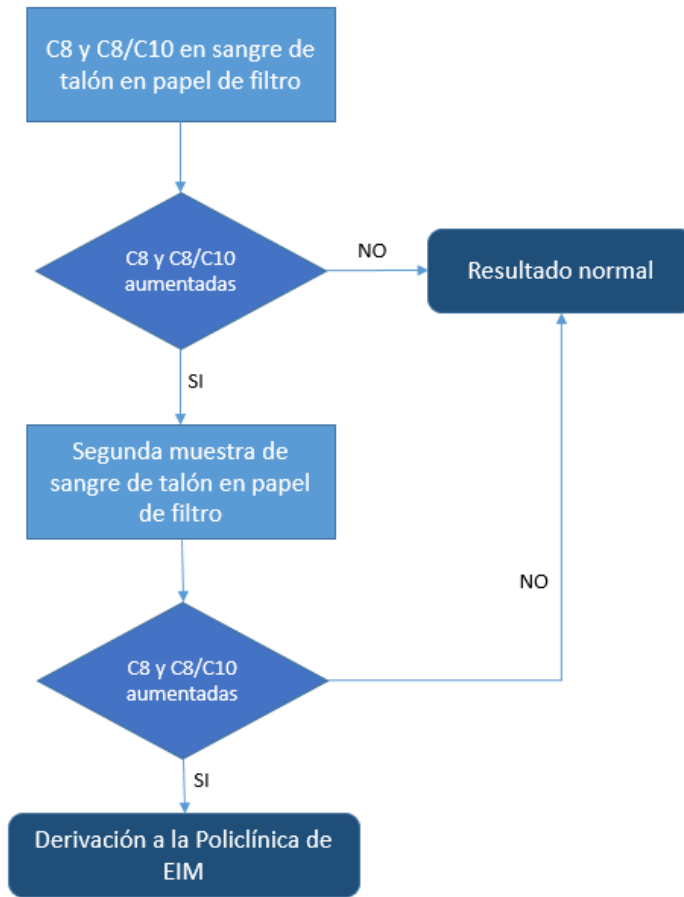 C8 y C8/C10 en sangre de
talón en papel de filtro
C8 y C8/C10
aumentadas
NO
Resultado normal
SI
Segunda muestra de
sangre de talón en papel
de filtro
NO
C8 y C8/C10
aumentadas
SI
Derivación a la Policlínica de
EIM